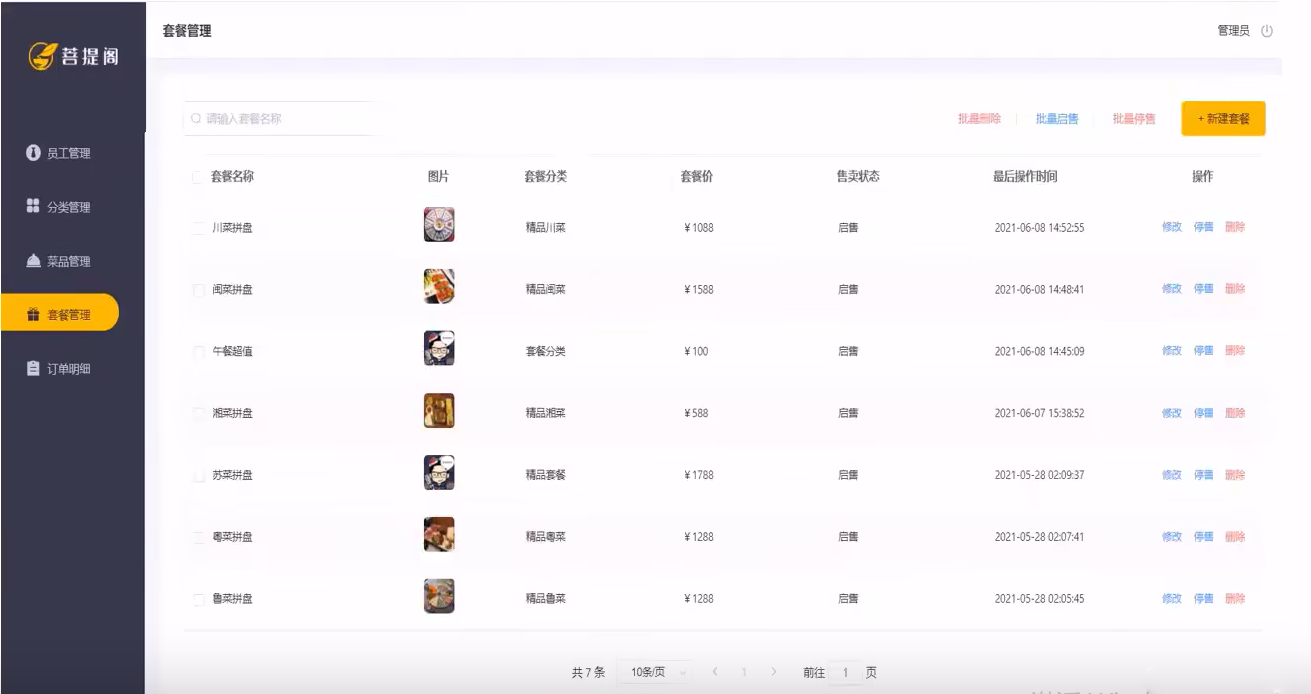 菩提阁
套餐管理
管理员
员工管理
分类管理
菜品管理
套餐管理
订单明细
请输入套餐名称
批量删除 批量启售 批量停售 + 新建套餐
套餐名称 图片 套餐分类 套餐价 售卖状态 最后操作时间 操作
川菜拼盘 精品川菜 ¥1088 启售 2021-06-08 14:52:55 修改 停售 删除
闽菜拼盘 精品闽菜 ¥1588 启售 2021-06-08 14:48:41 修改 停售 删除
午餐超值 套餐分类 ¥100 启售 2021-06-08 14:45:09 修改 停售 删除
湘菜拼盘 精品湘菜 ¥588 启售 2021-06-07 15:38:52 修改 停售 删除
苏菜拼盘 精品套餐 ¥1788 启售 2021-05-28 02:09:37 修改 停售 删除
粤菜拼盘 精品粤菜 ¥1288 启售 2021-05-28 02:07:41 修改 停售 删除
鲁菜拼盘 精品鲁菜 ¥1288 启售 2021-05-28 02:05:45 修改 停售 删除
共 7 条 10条/页 < 1 > 前往 1 页